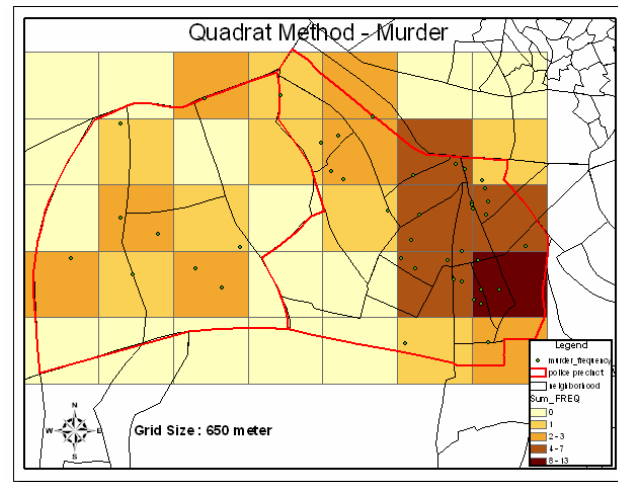 Quadrat Method - Murder
Legend
murder_frequency
police precinct
neighborhood
Sum_FREQ
0
1
2 - 3
4 - 7
8 - 13
N
W E
S
Grid Size : 650 meter